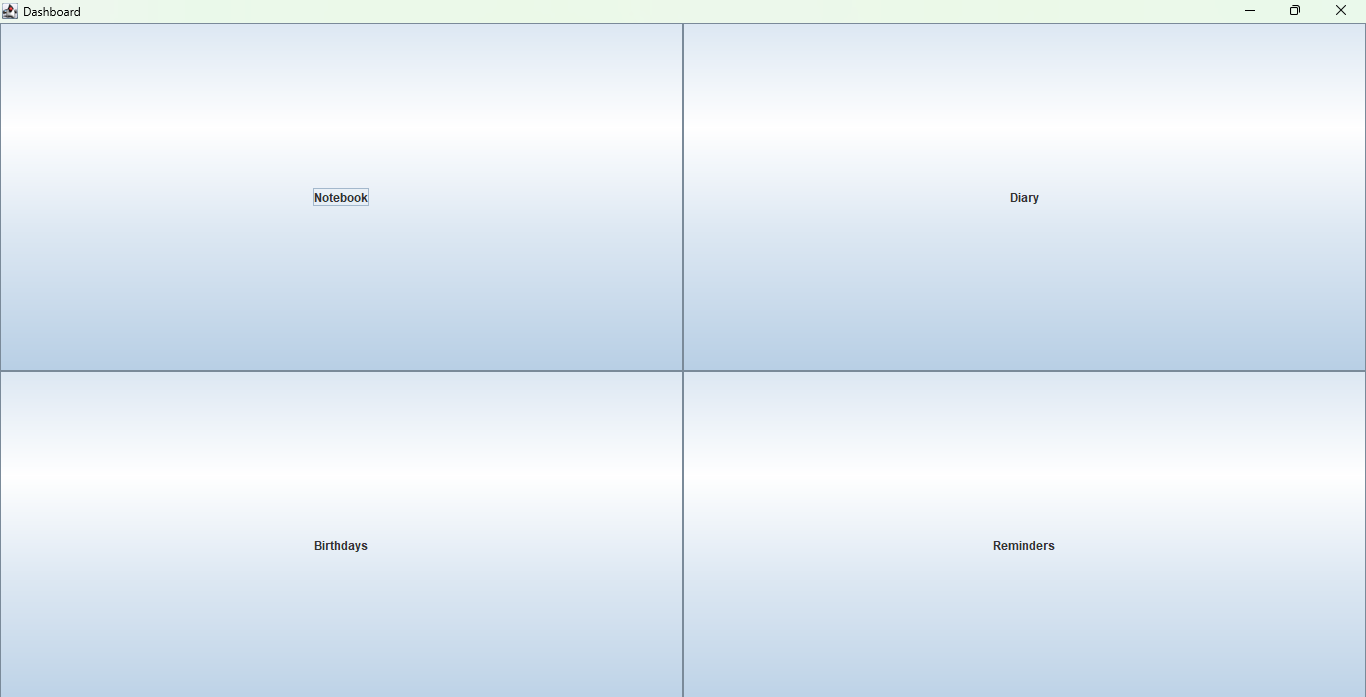 Dashboard
Notebook
Diary
Birthdays
Reminders